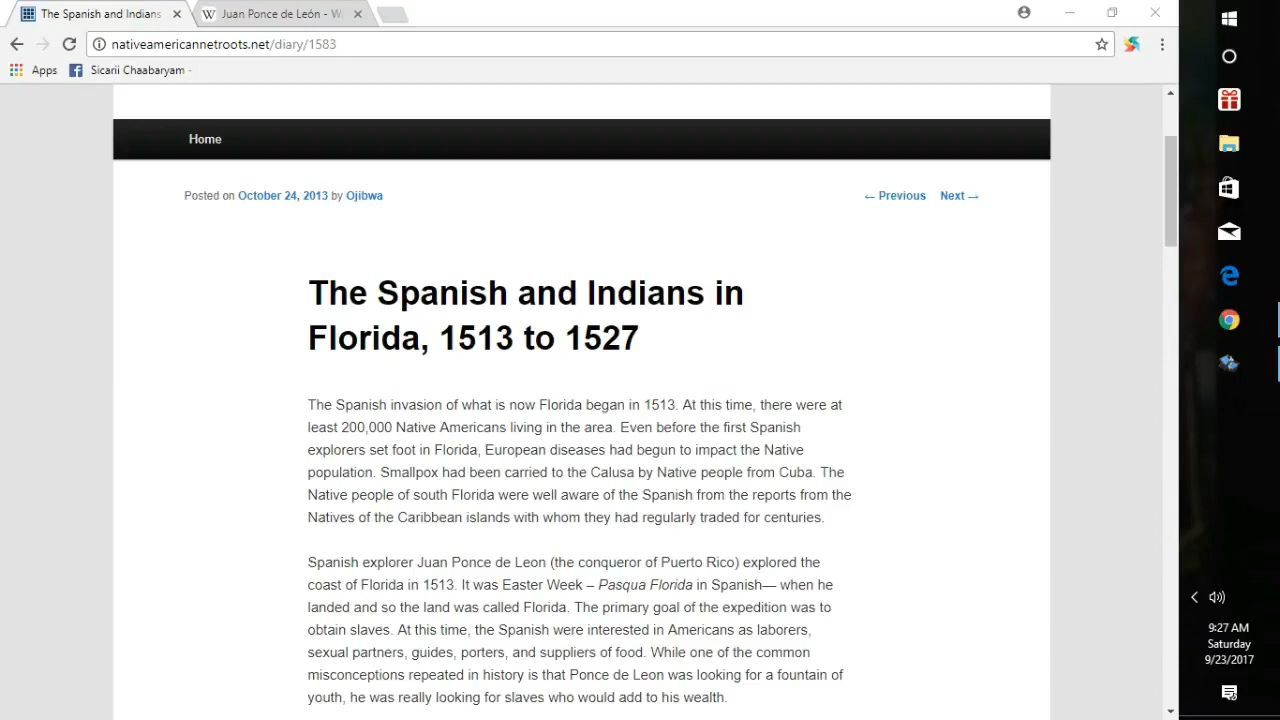 The Spanish and Indians
Juan Ponce de León - W
nativeamericannetroots.net/diary/1583
Apps
Sicarii Chaabaryam -
Home
Posted on October 24, 2013 by Ojibwa
← Previous Next →
The Spanish and Indians in
Florida, 1513 to 1527
The Spanish invasion of what is now Florida began in 1513. At this time, there were at
least 200,000 Native Americans living in the area. Even before the first Spanish
explorers set foot in Florida, European diseases had begun to impact the Native
population. Smallpox had been carried to the Calusa by Native people from Cuba. The
Native people of south Florida were well aware of the Spanish from the reports from the
Natives of the Caribbean islands with whom they had regularly traded for centuries.
Spanish explorer Juan Ponce de Leon (the conqueror of Puerto Rico) explored the
coast of Florida in 1513. It was Easter Week – Pasqua Florida in Spanish— when he
landed and so the land was called Florida. The primary goal of the expedition was to
obtain slaves. At this time, the Spanish were interested in Americans as laborers,
sexual partners, guides, porters, and suppliers of food. While one of the common
misconceptions repeated in history is that Ponce de Leon was looking for a fountain of
youth, he was really looking for slaves who would add to his wealth.
9:27 AM
Saturday
9/23/2017